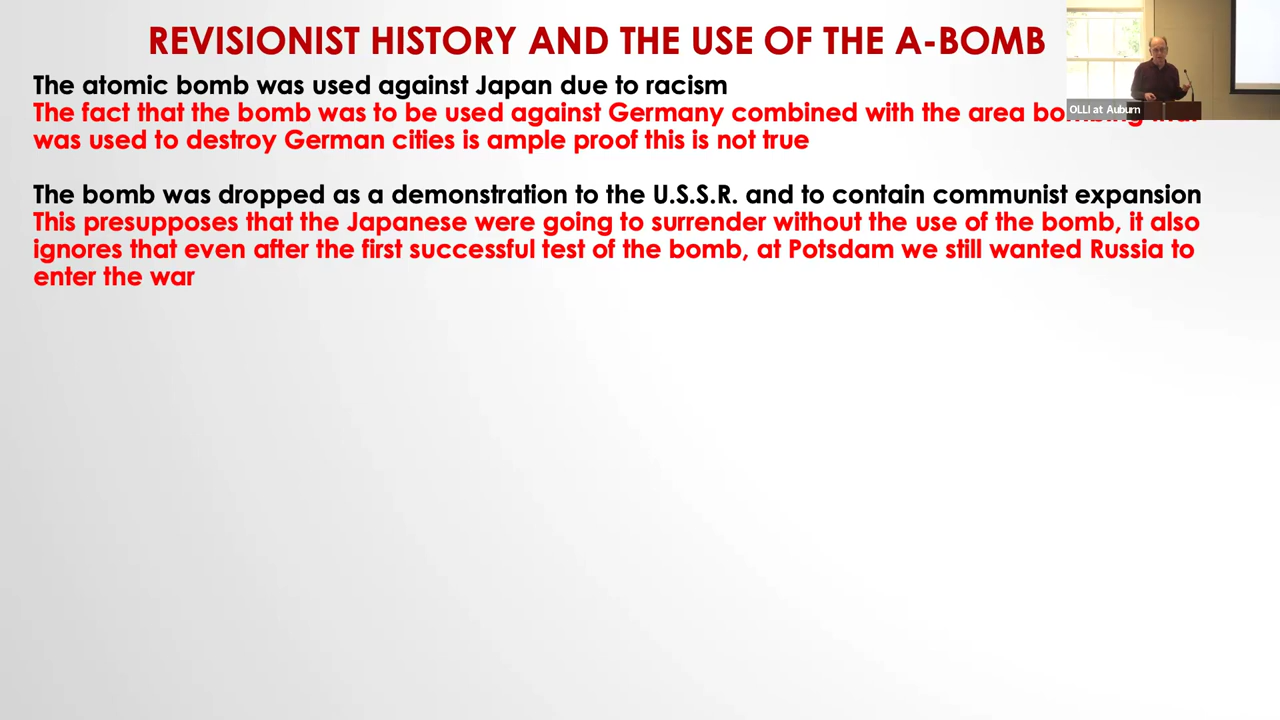 REVISIONIST HISTORY AND THE USE OF THE A-BOMB
The atomic bomb was used against Japan due to racism
The fact that the bomb was to be used against Germany combined with the area
was used to destroy German cities is ample proof this is not true
The bomb was dropped as a demonstration to the U.S.S.R. and to contain communist expansion
This presupposes that the Japanese were going to surrender without the use of the bomb, it also
ignores that even after the first successful test of the bomb, at Potsdam we still wanted Russia to
enter the war
OLLI at Auburn